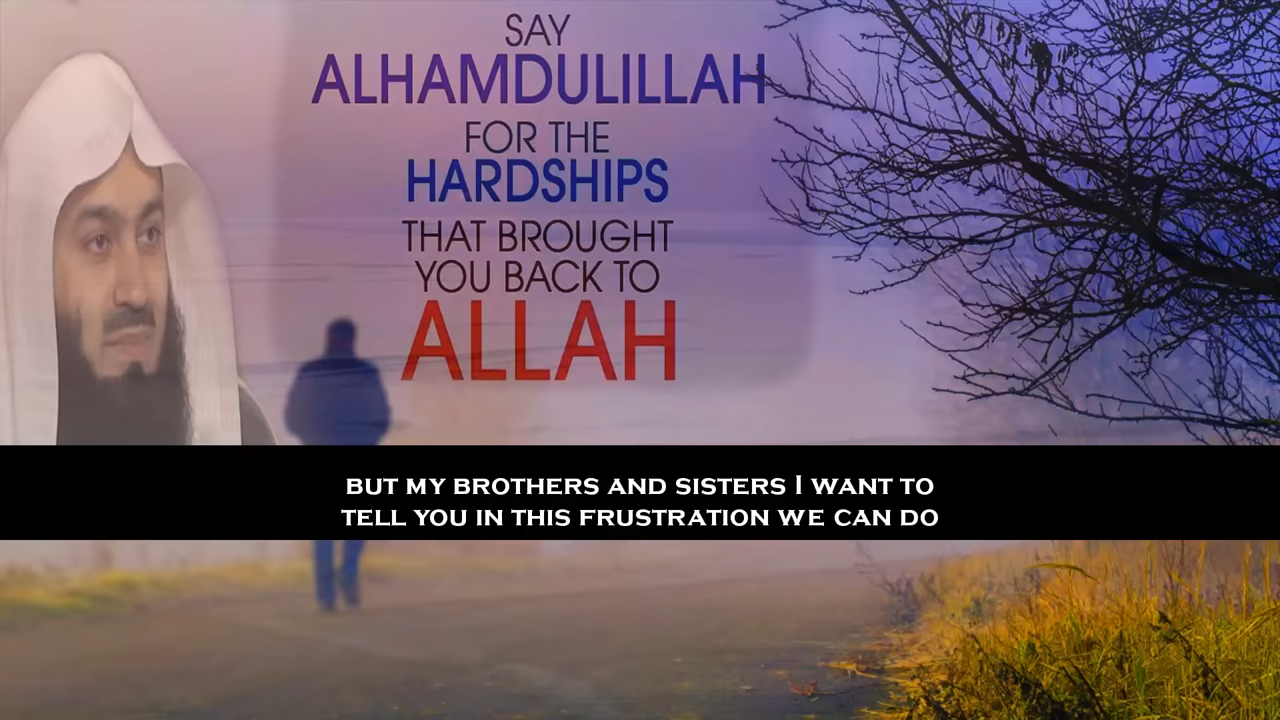 SAY
ALHAMDULILLAH
FOR THE
HARDSHIPS
THAT BROUGHT
YOU BACK TO
ALLAH
BUT MY BROTHERS AND SISTERS I WANT TO
TELL YOU IN THIS FRUSTRATION WE CAN DO